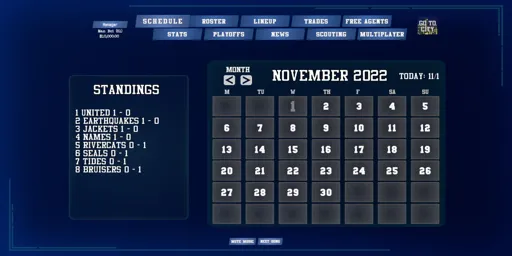 Manager
SCHEDULE ROSTER LINEUP TRADES FREE AGENTS
STATS PLAYOFFS NEWS SCOUTING MULTIPLAYER
GO TO
STANDINGS
1 UNITED 1 - 0
2 EARTHQUAKES 1 - 0
3 JACKETS 1 - 0
4 NAMES 1 - 0
5 RIVERCATS 0 - 1
6 SEALS 0 - 1
7 TIDES 0 - 1
8 BRUISERS 0 - 1
MONTH
< >
NOVEMBER 2022
TODAY: 11/1
M TU W TH F SA SU
1 2 3 4 5
6 7 8 9 10 11 12
13 14 15 16 17 18 19
20 21 22 23 24 25 26
27 28 29 30